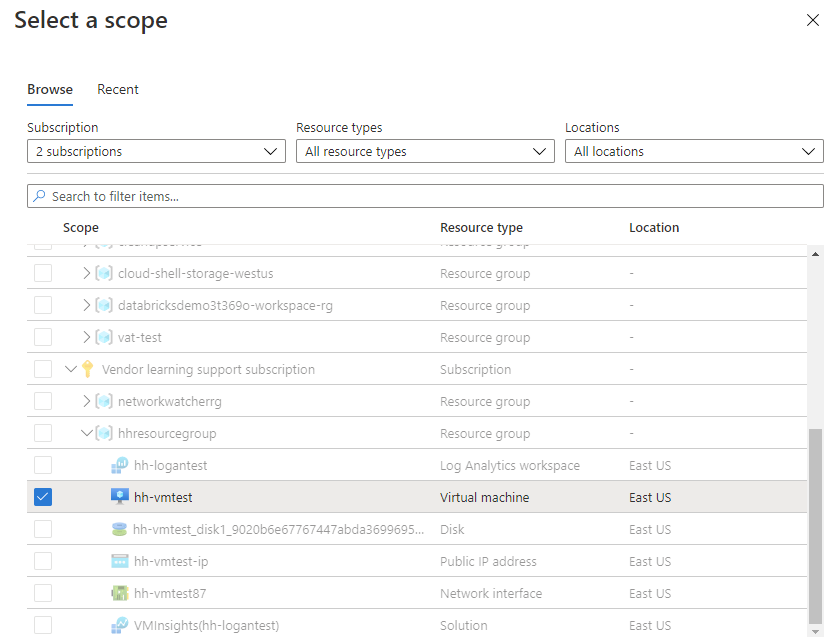 Select a scope
Browse Recent
Subscription Resource types Locations
2 subscriptions All resource types All locations
Search to filter items...
Scope Resource type Location
Resource group -
cloud-shell-storage-westus Resource group -
databricksdemo3t369o-workspace-rg Resource group -
vat-test Resource group -
Vendor learning support subscription Subscription -
networkwatcherrg Resource group -
hhresourcegroup Resource group -
hh-logantest Log Analytics workspace East US
hh-vmtest Virtual machine East US
hh-vmtest_disk1_9020b6e67767447abda3699695... Disk East US
hh-vmtest-ip Public IP address East US
hh-vmtest87 Network interface East US
VMInsights(hh-logantest) Solution East US